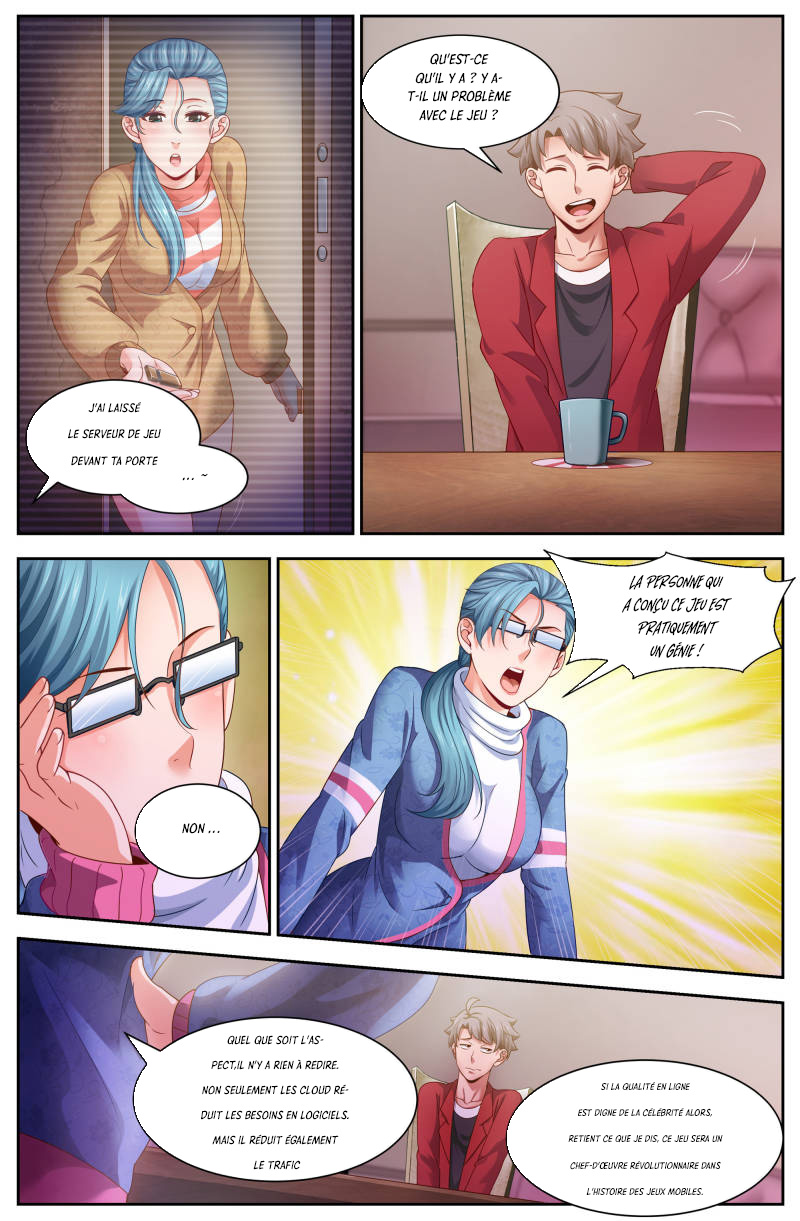 J'AI LAISSÉ
LE SERVEUR DE JEU
DEVANT TA PORTE
... ~
QU'EST-CE
QU'IL Y A ? Y A-
T-IL UN PROBLÈME
AVEC LE JEU ?
NON ...
LA PERSONNE QUI
A CONÇU CE JEU EST
PRATIQUEMENT
UN GÉNIE !
QUEL QUE SOIT L'AS-
PECT,IL N'Y A RIEN À REDIRE.
NON SEULEMENT LES CLOUD RÉ-
DUIT LES BESOINS EN LOGICIELS.
MAIS IL RÉDUIT ÉGALEMENT
LE TRAFIC
SI LA QUALITÉ EN LIGNE
EST DIGNE DE LA CÉLÉBRITÉ ALORS,
RETIENT CE QUE JE DIS, CE JEU SERA UN
CHEF-D'ŒUVRE RÉVOLUTIONNAIRE DANS
L'HISTOIRE DES JEUX MOBILES.